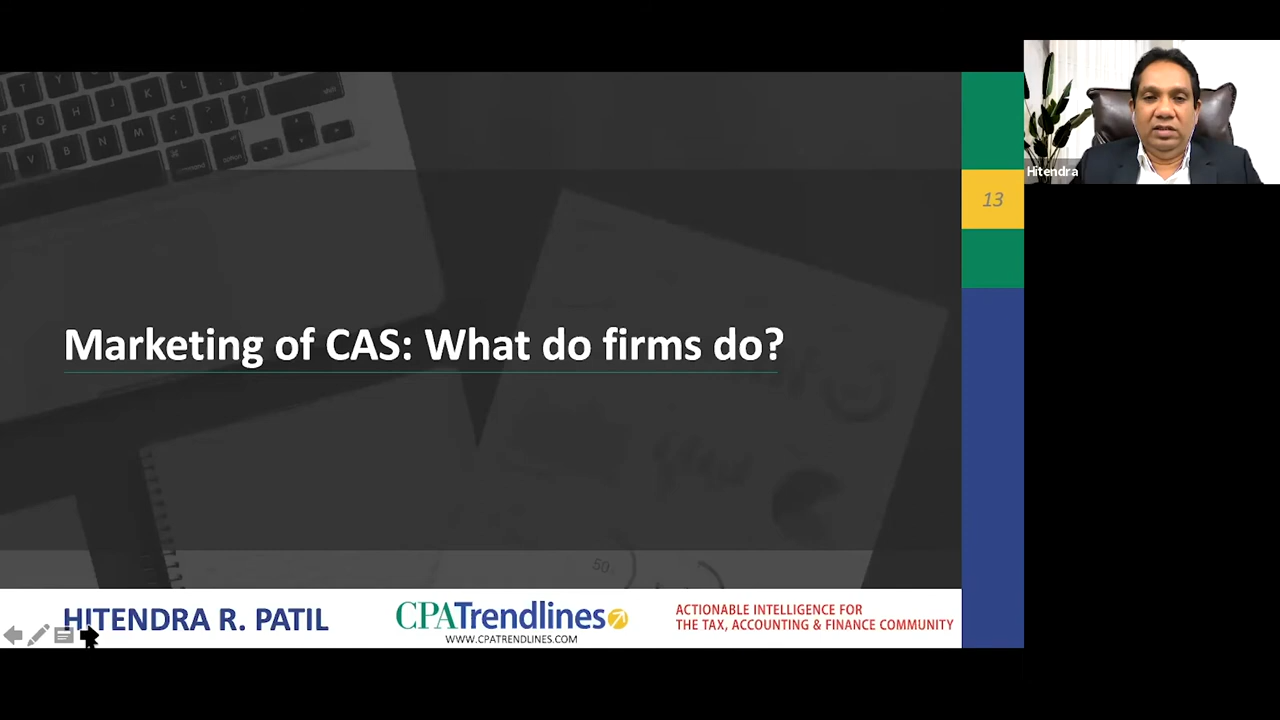 Marketing of CAS: What do firms do?
13
Hitendra
HITENDRA R. PATIL
CPATrendlines
WWW.CPATRENDLINES.COM
ACTIONABLE INTELLIGENCE FOR
THE TAX, ACCOUNTING & FINANCE COMMUNITY